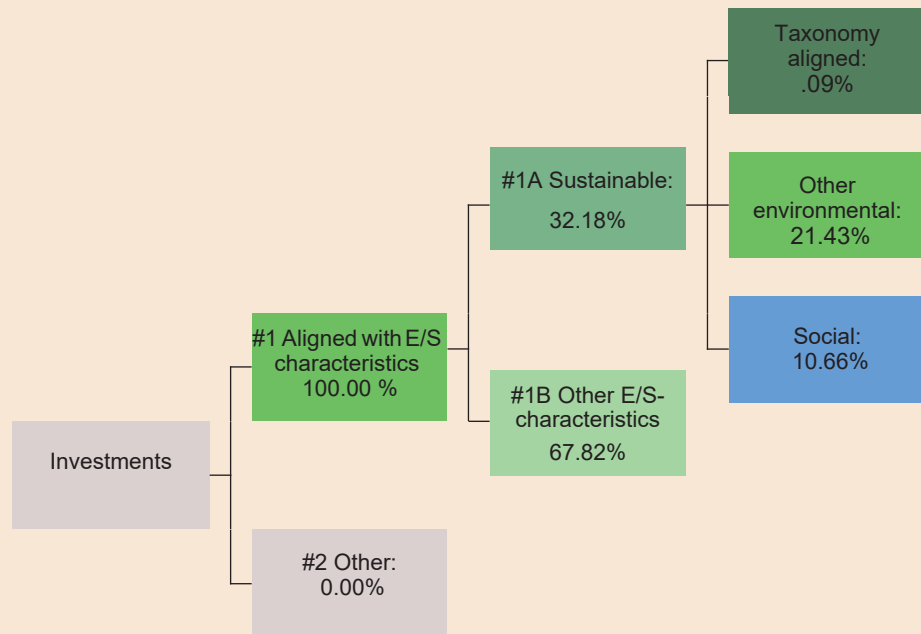 Taxonomy
aligned:
.09%
#1A Sustainable:
32.18%
Other
environmental:
21.43%
#1 Aligned with E/S
characteristics
100.00 %
Social:
10.66%
#1B Other E/S-
characteristics
67.82%
Investments
#2 Other:
0.00%